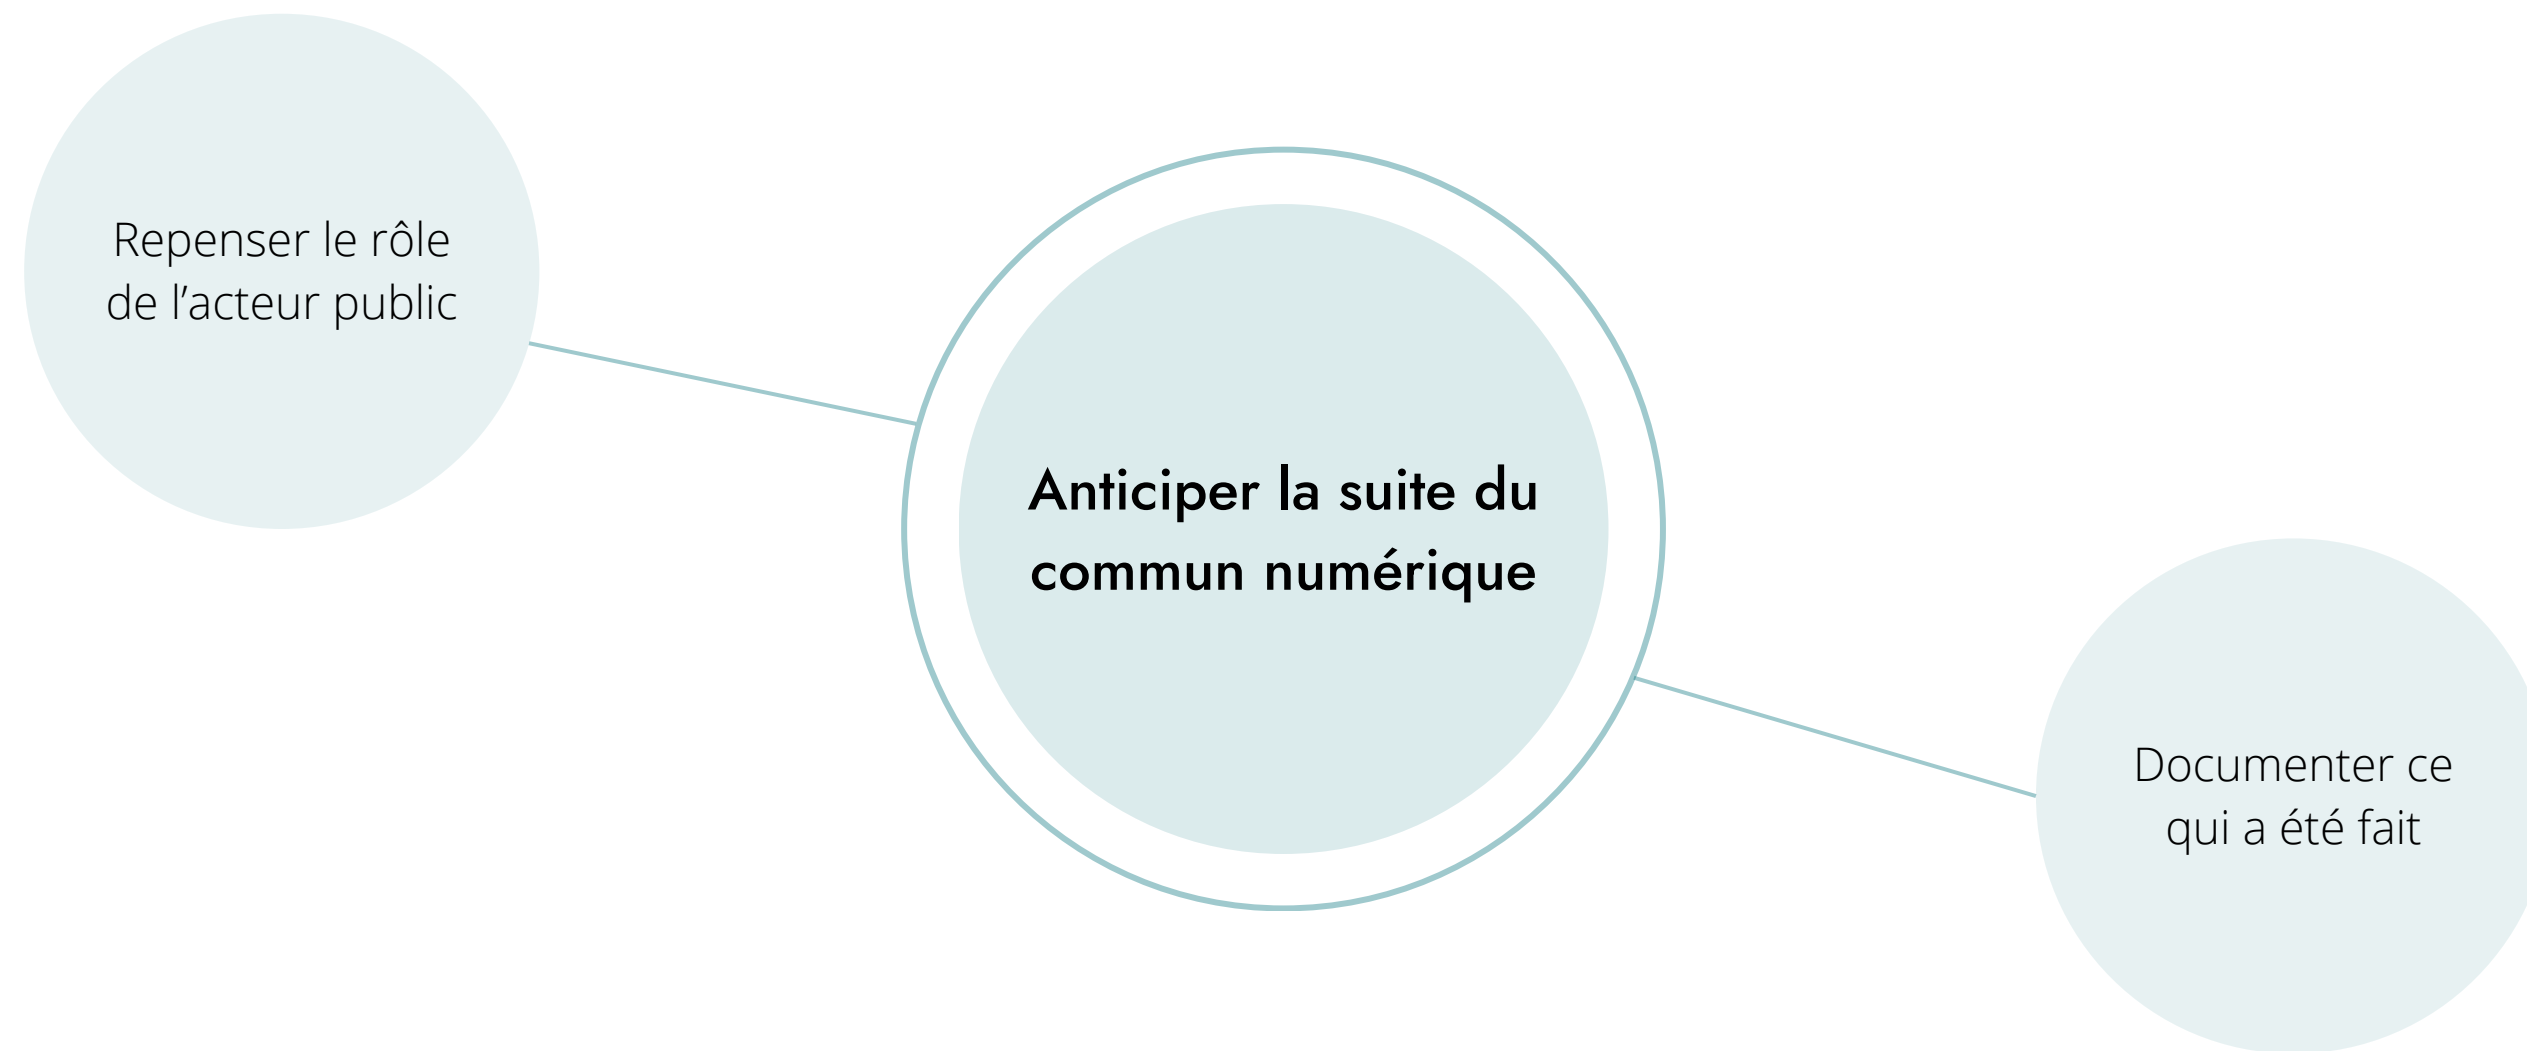 Repenser le rôle
de l’acteur public
Anticiper la suite du
commun numérique
Documenter ce
qui a été fait